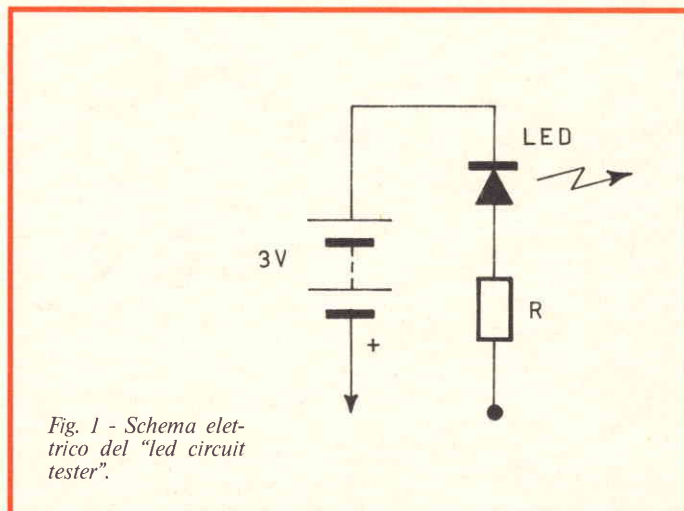 LED
3V
R
+
Fig. 1 - Schema elet-
trico del "led circuit
tester".